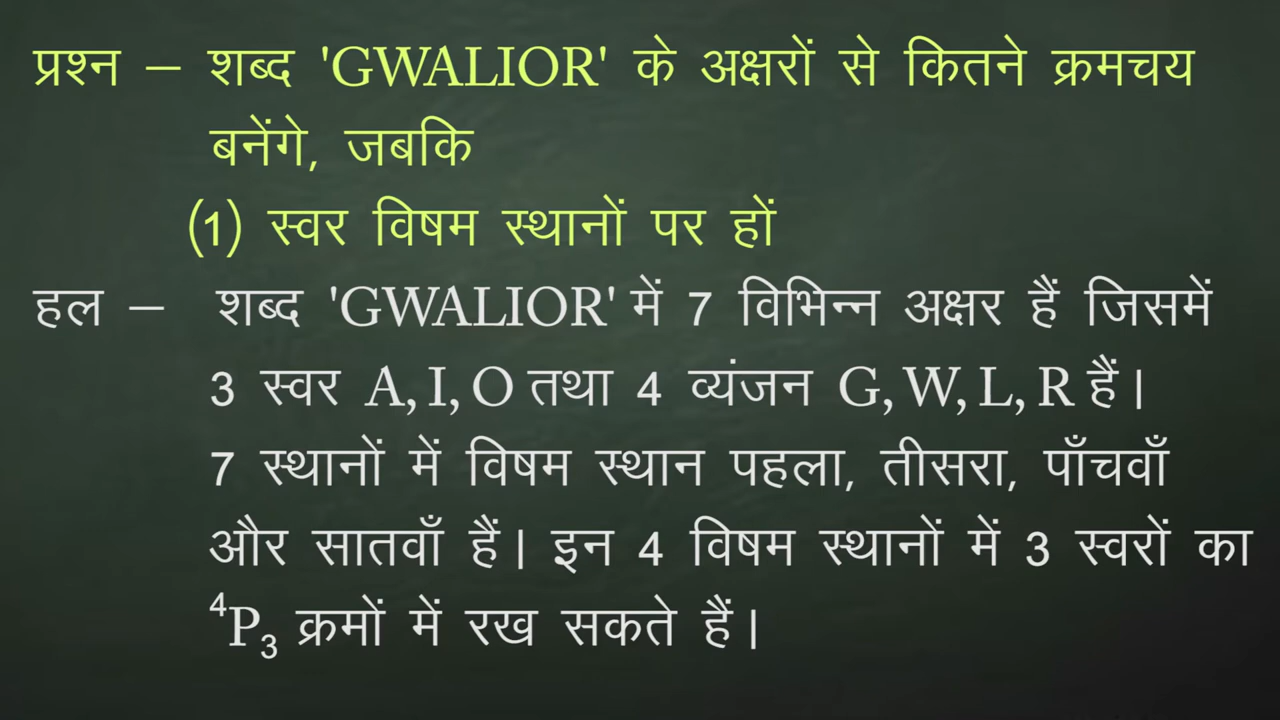 प्रश्न – शब्द 'GWALIOR' के अक्षरों से कितने क्रमचय
बनेंगे, जबकि
(1) स्वर विषम स्थानों पर हों
हल – शब्द 'GWALIOR' में 7 विभिन्न अक्षर हैं जिसमें
3 स्वर A, I, O तथा 4 व्यंजन G, W, L, R हैं।
7 स्थानों में विषम स्थान पहला, तीसरा, पाँचवाँ
और सातवाँ हैं। इन 4 विषम स्थानों में 3 स्वरों का
⁴P₃ क्रमों में रख सकते हैं।